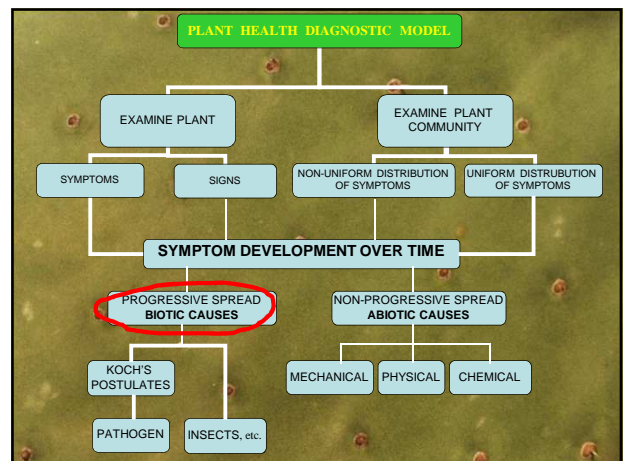 PLANT HEALTH DIAGNOSTIC MODEL
EXAMINE PLANT
EXAMINE PLANT
COMMUNITY
SYMPTOMS
SIGNS
NON-UNIFORM DISTRIBUTION
OF SYMPTOMS
UNIFORM DISTRUBUTION
OF SYMPTOMS
SYMPTOM DEVELOPMENT OVER TIME
PROGRESSIVE SPREAD
BIOTIC CAUSES
NON-PROGRESSIVE SPREAD
ABIOTIC CAUSES
KOCH'S
POSTULATES
MECHANICAL
PHYSICAL
CHEMICAL
PATHOGEN
INSECTS, etc.